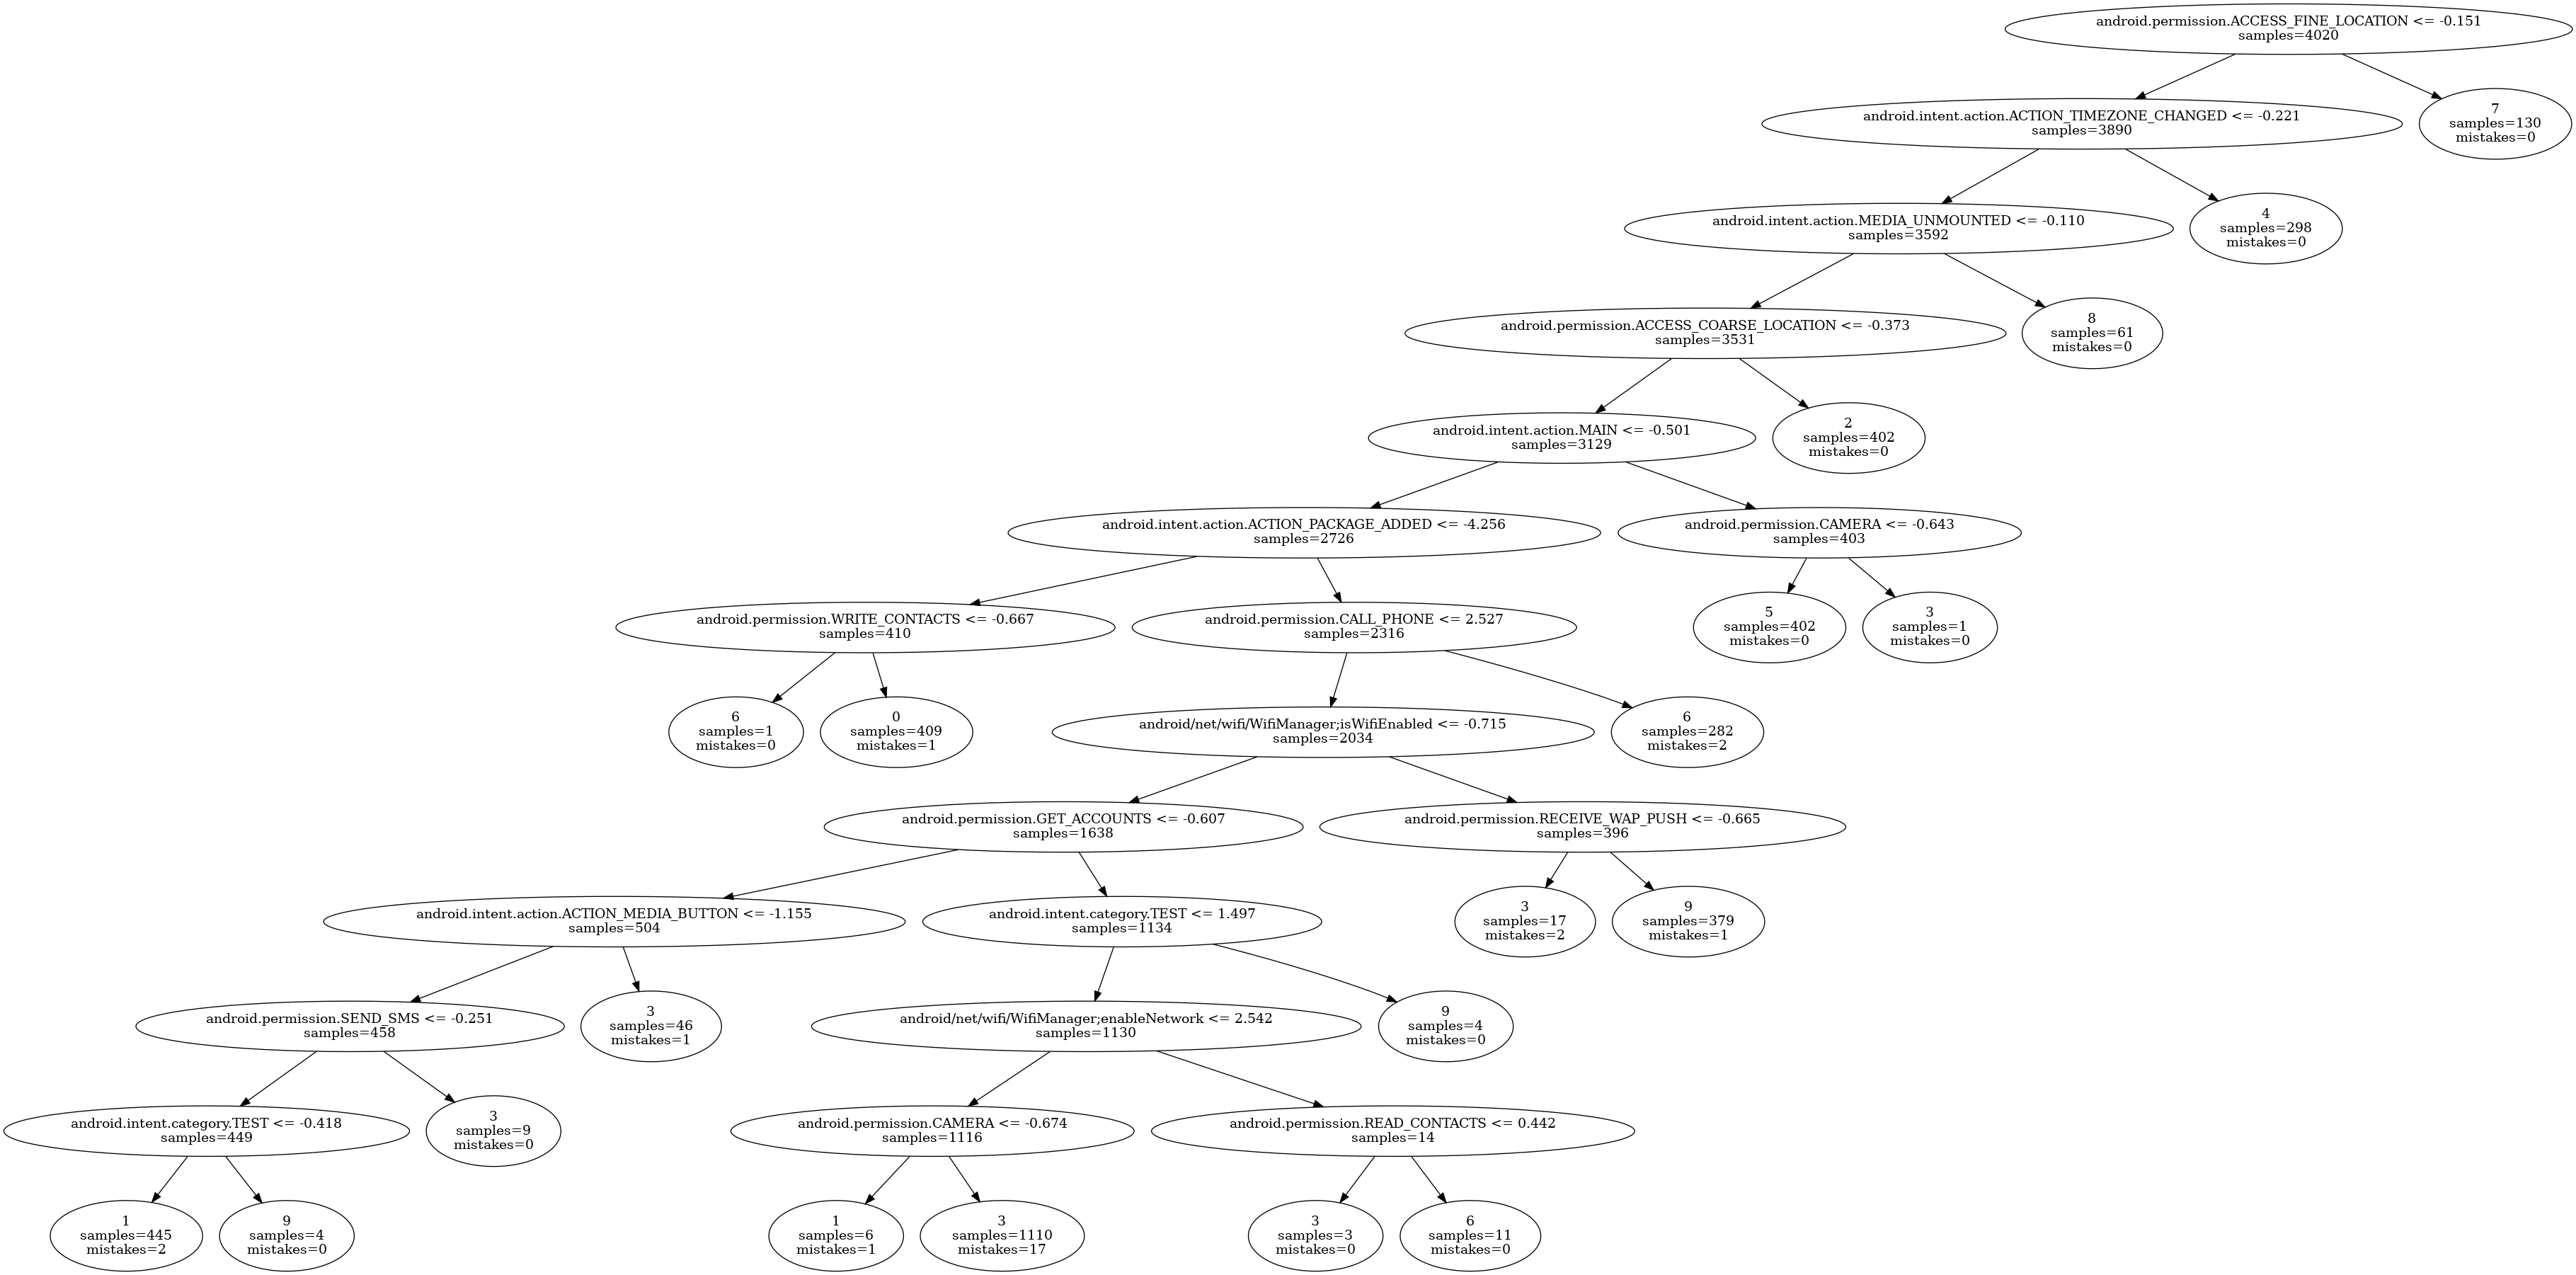 android.permission.ACCESS_FINE_LOCATION <= -0.151
samples=4020
android.intent.action.ACTION_TIMEZONE_CHANGED <= -0.221
samples=3890
7
samples=130
mistakes=0
android.intent.action.MEDIA_UNMOUNTED <= -0.110
samples=3592
4
samples=298
mistakes=0
android.permission.ACCESS_COARSE_LOCATION <= -0.373
samples=3531
8
samples=61
mistakes=0
android.intent.action.MAIN <= -0.501
samples=3129
2
samples=402
mistakes=0
android.intent.action.ACTION_PACKAGE_ADDED <= -4.256
samples=2726
android.permission.CAMERA <= -0.643
samples=403
android.permission.WRITE_CONTACTS <= -0.667
samples=410
android.permission.CALL_PHONE <= 2.527
samples=2316
5
samples=402
mistakes=0
3
samples=1
mistakes=0
6
samples=1
mistakes=0
0
samples=409
mistakes=1
android/net/wifi/WifiManager;isWifiEnabled <= -0.715
samples=2034
6
samples=282
mistakes=2
android.permission.GET_ACCOUNTS <= -0.607
samples=1638
android.permission.RECEIVE_WAP_PUSH <= -0.665
samples=396
android.intent.action.ACTION_MEDIA_BUTTON <= -1.155
samples=504
android.intent.category.TEST <= 1.497
samples=1134
3
samples=17
mistakes=2
9
samples=379
mistakes=1
android.permission.SEND_SMS <= -0.251
samples=458
3
samples=46
mistakes=1
android/net/wifi/WifiManager;enableNetwork <= 2.542
samples=1130
9
samples=4
mistakes=0
android.intent.category.TEST <= -0.418
samples=449
3
samples=9
mistakes=0
android.permission.CAMERA <= -0.674
samples=1116
android.permission.READ_CONTACTS <= 0.442
samples=14
1
samples=445
mistakes=2
9
samples=4
mistakes=0
1
samples=6
mistakes=1
3
samples=1110
mistakes=17
3
samples=3
mistakes=0
6
samples=11
mistakes=0